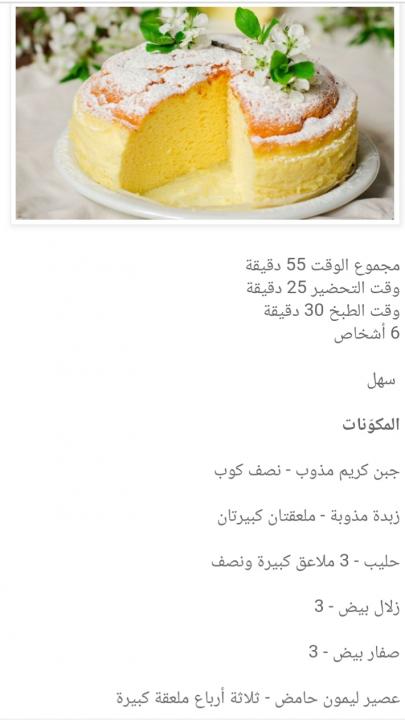 مجموع الوقت 55 دقيقة
وقت التحضير 25 دقيقة
وقت الطبخ 30 دقيقة
6 أشخاص
سهل
المكوّنات
جبن كريم مذوب - نصف كوب
زبدة مذوبة - ملعقتان كبيرتان
حليب - 3 ملاعق كبيرة ونصف
زلال بيض - 3
صفار بيض - 3
عصير ليمون حامض - ثلاثة أرباع ملعقة كبيرة